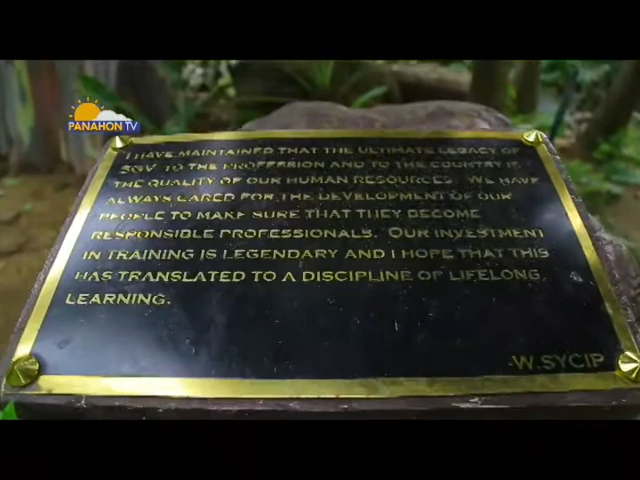 PANAHON TV
I HAVE MAINTAINED THAT THE ULTIMATE LEGACY OF
SGV TO THE PROFESSION AND TO THE COUNTRY IS
THE QUALITY OF OUR HUMAN RESOURCES. WE HAVE
ALWAYS CARED FOR THE DEVELOPMENT OF OUR
PEOPLE TO MAKE SURE THAT THEY BECOME
RESPONSIBLE PROFESSIONALS. OUR INVESTMENT
IN TRAINING IS LEGENDARY, AND I HOPE THAT THIS
HAS TRANSLATED TO A DISCIPLINE OF LIFELONG
LEARNING.
-W.SYCIP